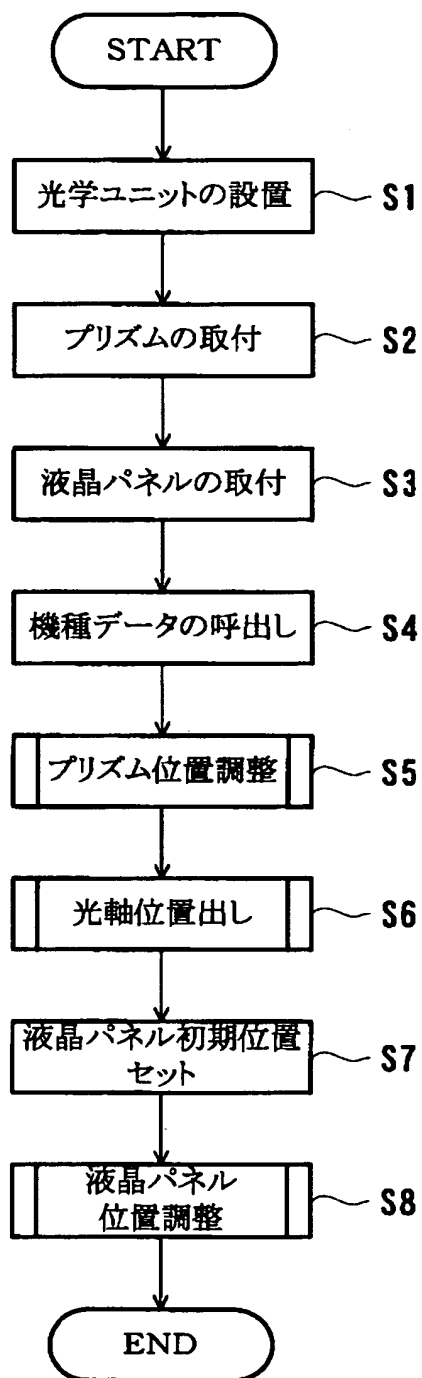 START
光学ユニットの設置
S1
プリズムの取付
S2
液晶パネルの取付
S3
機種データの呼出し
S4
プリズム位置調整
S5
光軸位置出し
S6
液晶パネル初期位置
セット
S7
液晶パネル
位置調整
S8
END